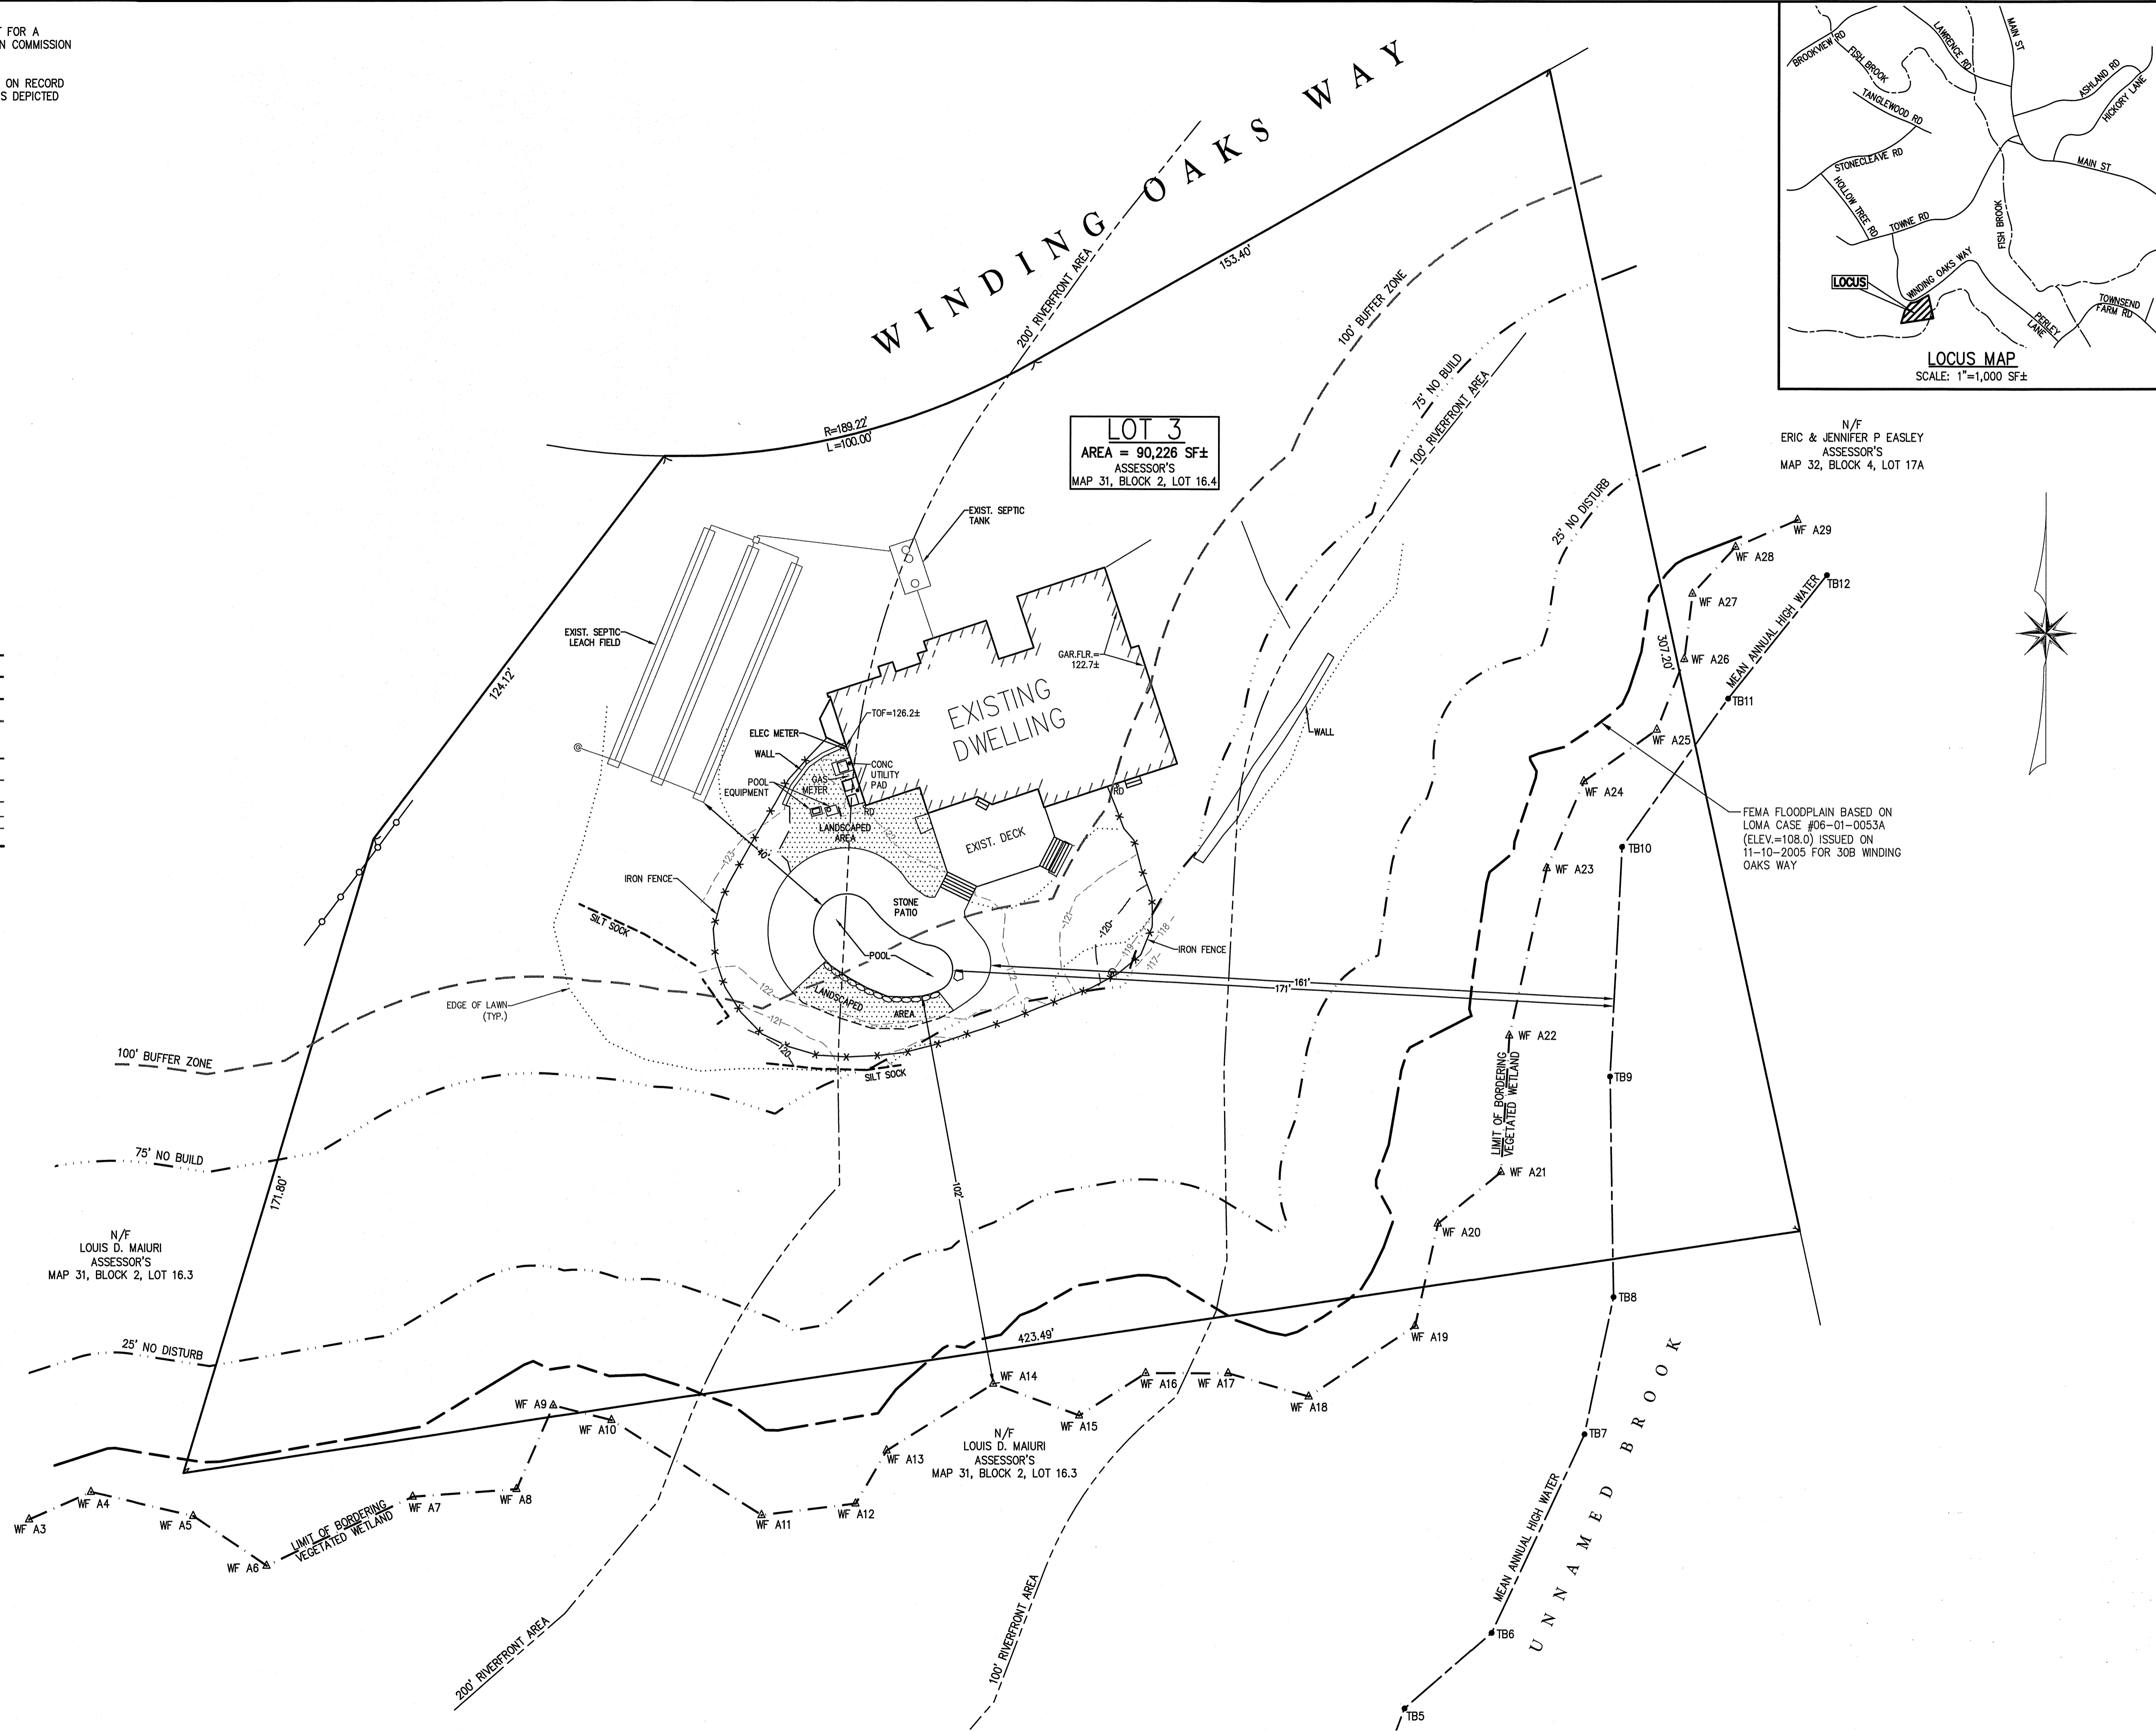 T FOR A
N COMMISSION
ON RECORD
S DEPICTED
WINDING OAKS WAY
BROOKVIEW RD
FISH BROOK
LAWRENCE RD
MAIN ST
ASHLAND RD
HICKORY LANE
TANGLEWOOD RD
STONECLEAVE RD
HOLLOW TREE RD
MAIN ST
TOWNE RD
FISH BROOK
WINDING OAKS WAY
LOCUS
PERLEY
LANE
TOWNSEND
FARM RD
LOCUS MAP
SCALE: 1"=1,000 SF±
153.40'
200' RIVERFRONT AREA
100' BUFFER ZONE
75' NO BUILD
100' RIVERFRONT AREA
R=189.22'
L=100.00'
LOT 3
AREA = 90,226 SF±
ASSESSOR'S
MAP 31, BLOCK 2, LOT 16.4
N/F
ERIC & JENNIFER P EASLEY
ASSESSOR'S
MAP 32, BLOCK 4, LOT 17A
25' NO DISTURB
EXIST. SEPTIC
TANK
WF A29
WF A28
TB12
WF A27
MEAN ANNUAL HIGH WATER
EXIST. SEPTIC
LEACH FIELD
GAR.FLR.=
122.7±
307.20'
WF A26
124.12'
TB11
EXISTING
DWELLING
TOF=126.2±
ELEC METER
WALL
WALL
WF A25
CONC
UTILITY
PAD
GAS
METER
POOL
EQUIPMENT
RD
RD
WF A24
FEMA FLOODPLAIN BASED ON
LOMA CASE #06-01-0053A
(ELEV.=108.0) ISSUED ON
11-10-2005 FOR 30B WINDING
OAKS WAY
LANDSCAPED
AREA
122
EXIST. DECK
40'
123
TB10
WF A23
IRON FENCE
STONE
PATIO
SILT SOCK
121
120
119
118
117
IRON FENCE
POOL
161'
171'
122
122
LANDSCAPED
AREA
EDGE OF LAWN
(TYP.)
121
120
WF A22
SILT SOCK
100' BUFFER ZONE
LIMIT OF BORDERING
VEGETATED WETLAND
TB9
75' NO BUILD
171.80'
102'
WF A21
N/F
LOUIS D. MAIURI
ASSESSOR'S
MAP 31, BLOCK 2, LOT 16.3
WF A20
TB8
25' NO DISTURB
423.49'
WF A19
WF A14
WF A16
WF A17
WF A18
WF A9
WF A10
WF A15
N/F
LOUIS D. MAIURI
ASSESSOR'S
MAP 31, BLOCK 2, LOT 16.3
WF A13
TB7
UNNAMED BROOK
WF A3
WF A4
WF A5
WF A6
WF A7
WF A8
WF A11
WF A12
LIMIT OF BORDERING
VEGETATED WETLAND
MEAN ANNUAL HIGH WATER
200' RIVERFRONT AREA
100' RIVERFRONT AREA
TB6
TB5